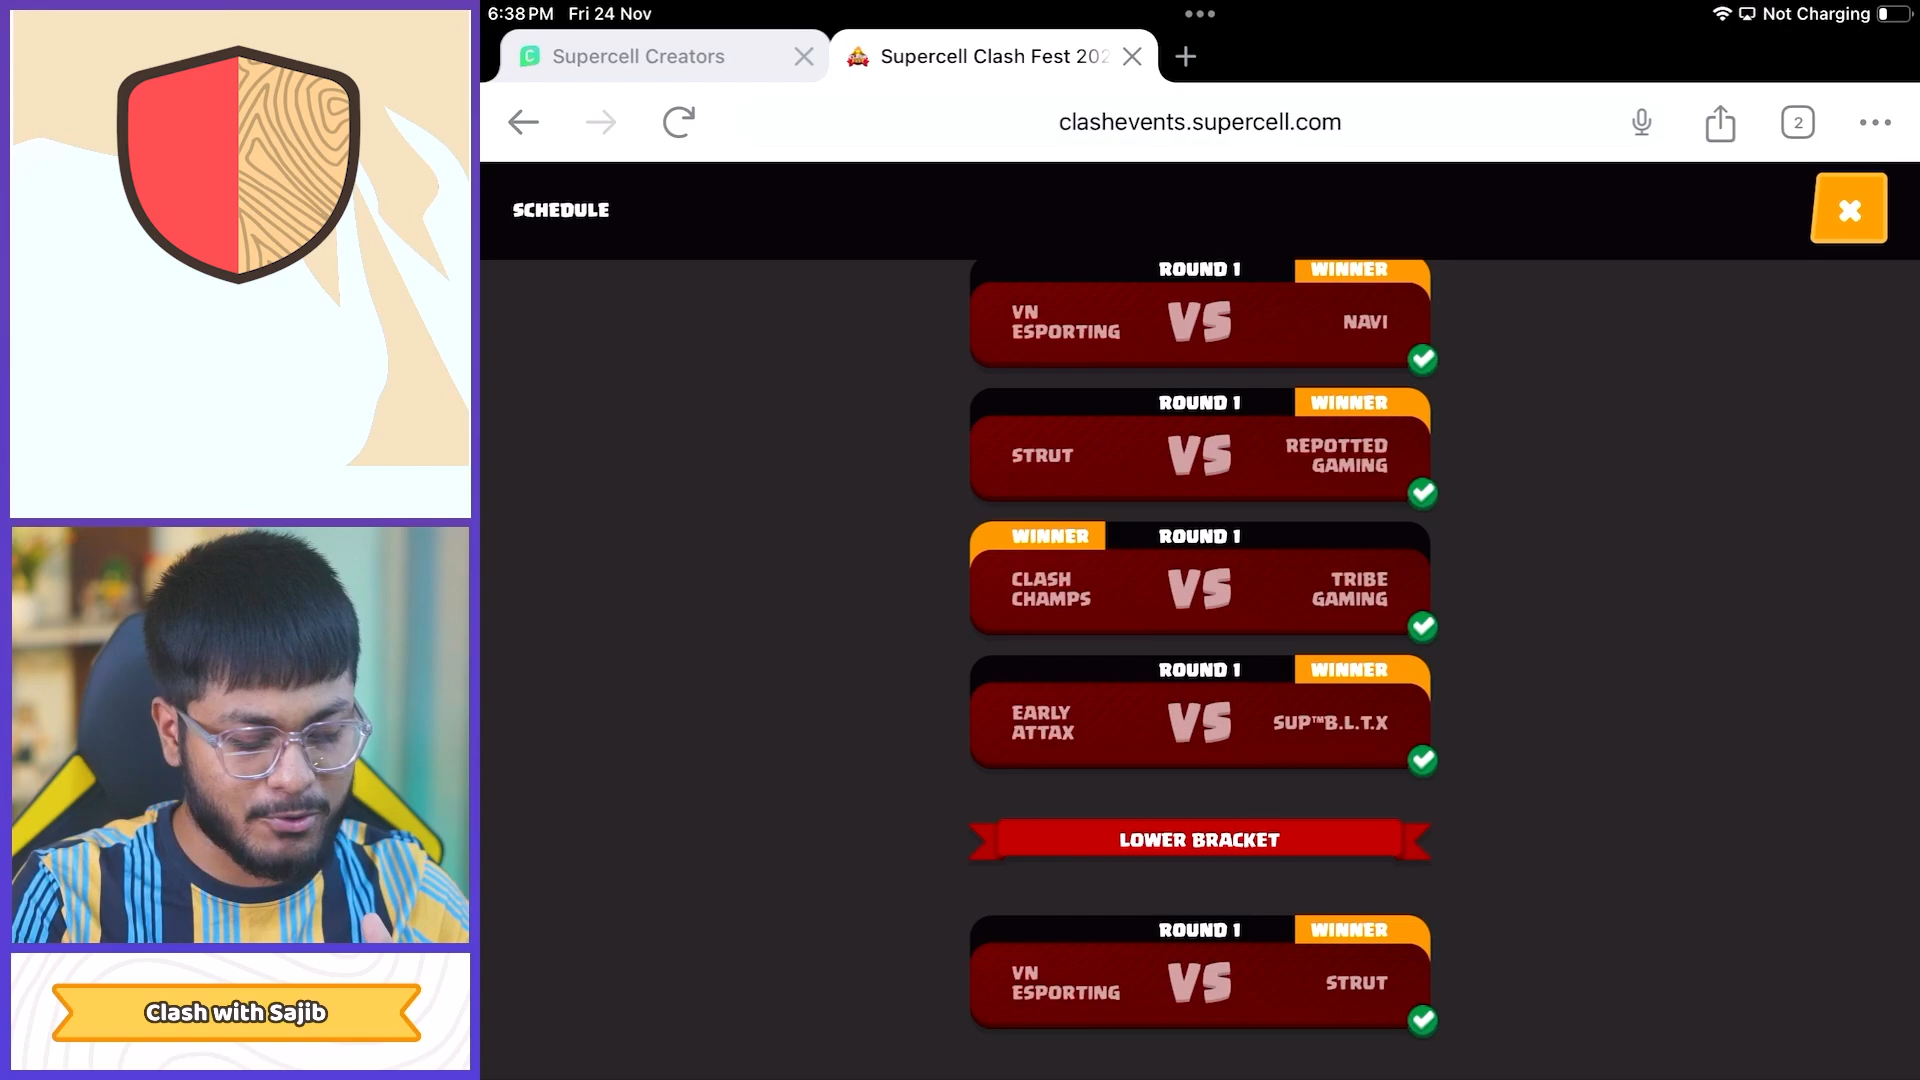 6:38 PM Fri 24 Nov
Not Charging
Supercell Creators
Supercell Clash Fest 202
clashevents.supercell.com
2
SCHEDULE
ROUND 1
WINNER
VN
ESPORTING
VS
NAVI
ROUND 1
WINNER
STRUT
VS
REPOTTED
GAMING
WINNER
ROUND 1
CLASH
CHAMPS
VS
TRIBE
GAMING
ROUND 1
WINNER
EARLY
ATTAX
VS
SUP™B.L.T.X
LOWER BRACKET
ROUND 1
WINNER
VN
ESPORTING
VS
STRUT
Clash with Sajib